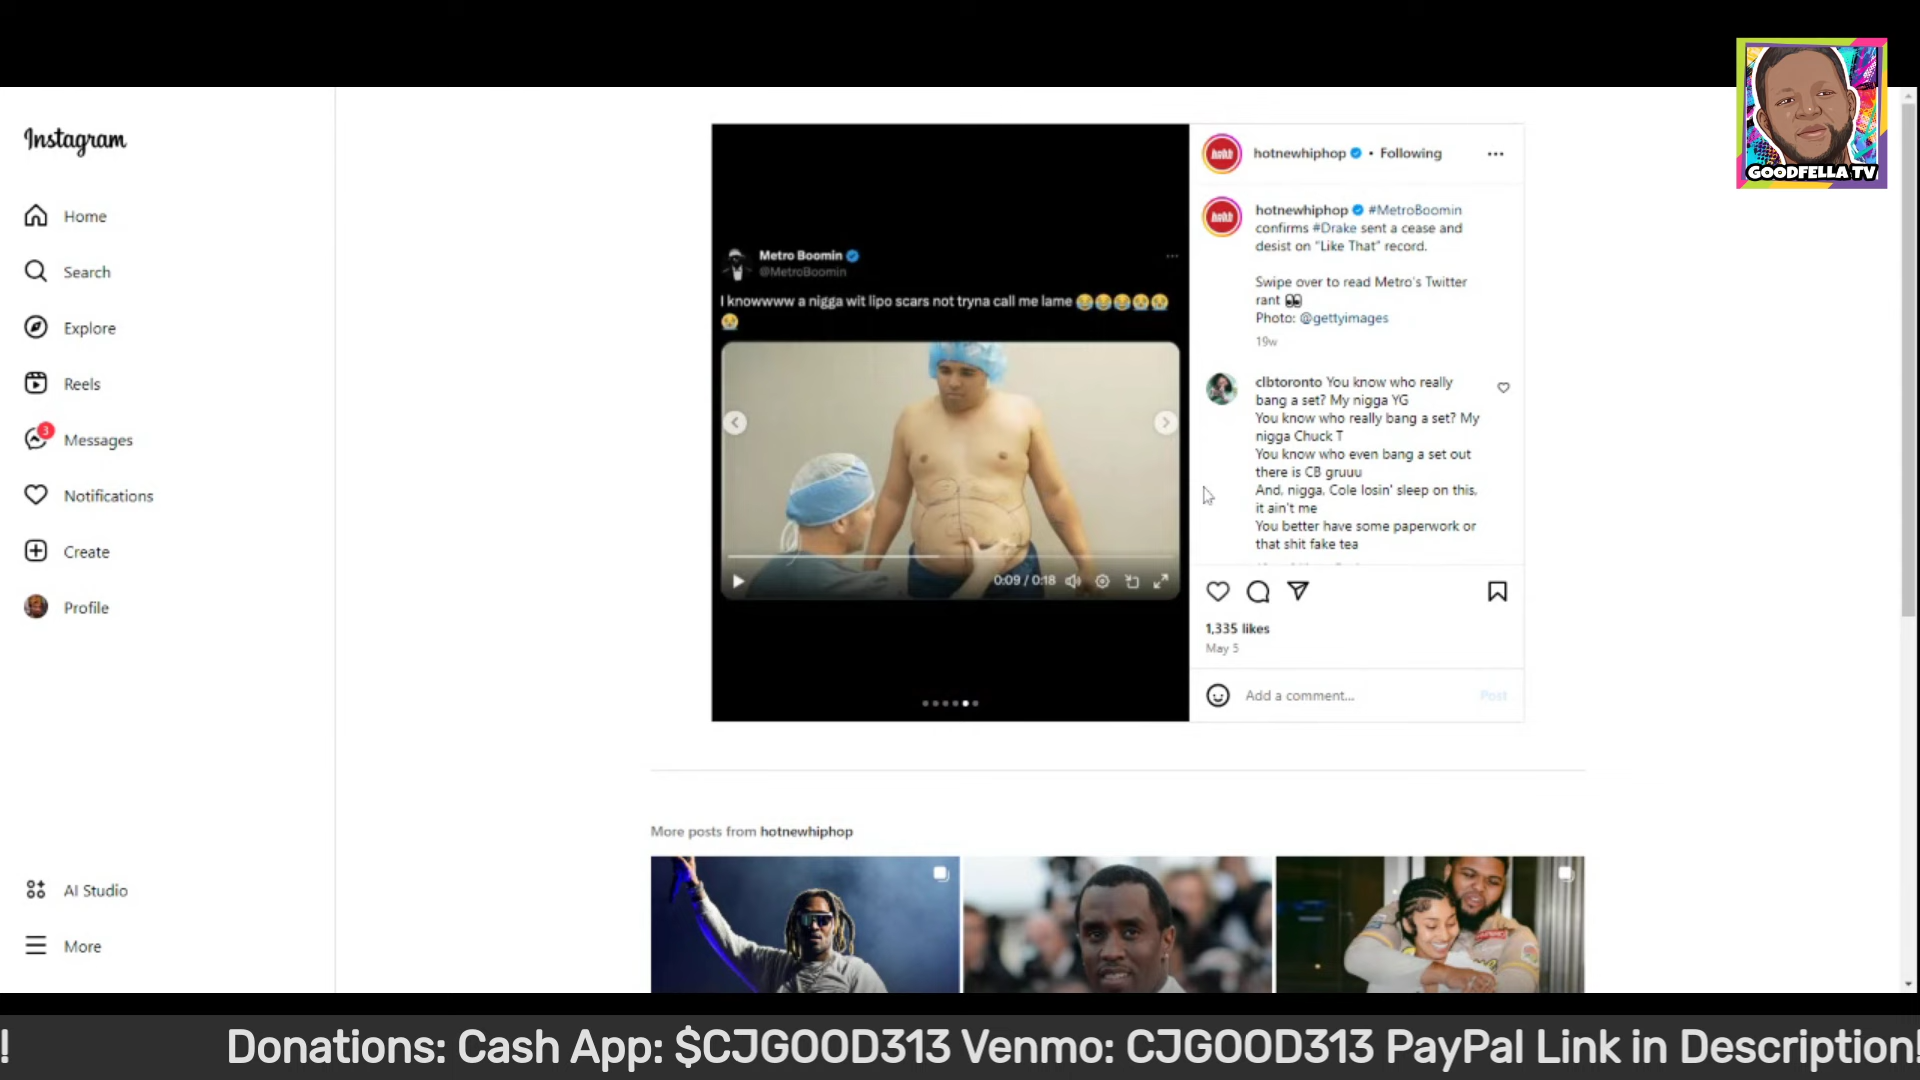 GOODFELLA TV
Instagram
Home
Search
Explore
Reels
3
Messages
Notifications
Create
Profile
AI Studio
More
Metro Boomin
@MetroBoomin
I knowwww a nigga wit lipo scars not tryna call me lame 😂😂😂😭😭
😭
0:09 / 0:18
hotnewhiphop • Following
hotnewhiphop #MetroBoomin
confirms #Drake sent a cease and
desist on "Like That" record.
Swipe over to read Metro's Twitter
rant 👀
Photo: @gettyimages
19w
clbtoronto You know who really
bang a set? My nigga YG
You know who really bang a set? My
nigga Chuck T
You know who even bang a set out
there is CB gruuu
And, nigga, Cole losin' sleep on this,
it ain't me
You better have some paperwork or
that shit fake tea
1,335 likes
May 5
Add a comment...
Post
More posts from hotnewhiphop
! Donations: Cash App: $CJGOOD313 Venmo: CJGOOD313 PayPal Link in Description!